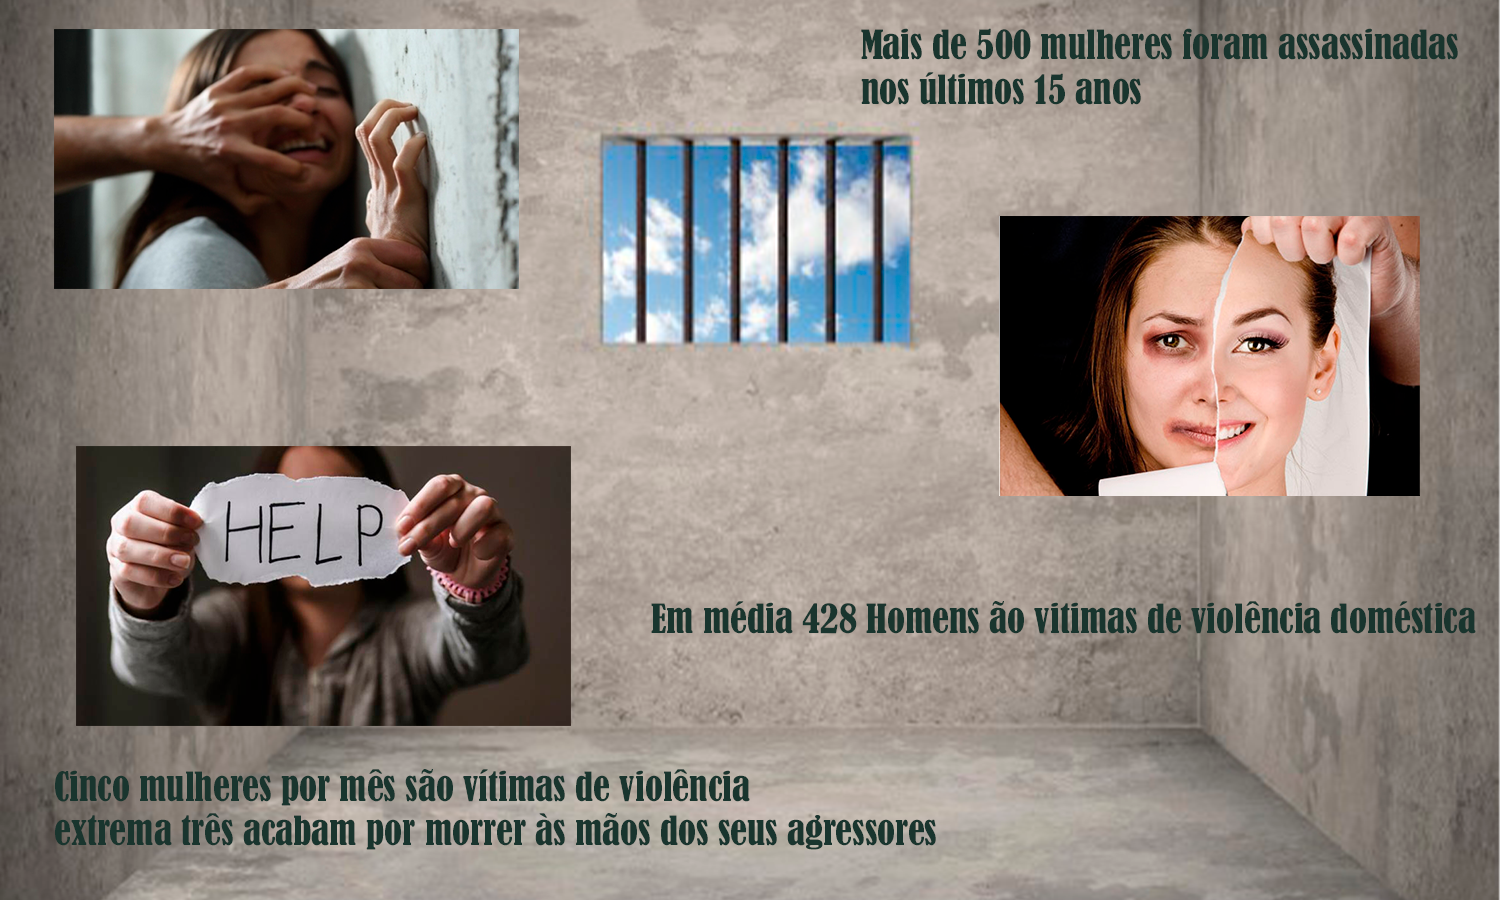 Mais de 500 mulheres foram assassinadas
nos últimos 15 anos
HELP
Em média 428 Homens ão vitimas de violência doméstica
Cinco mulheres por mês são vítimas de violência
extrema três acabam por morrer às mãos dos seus agressores